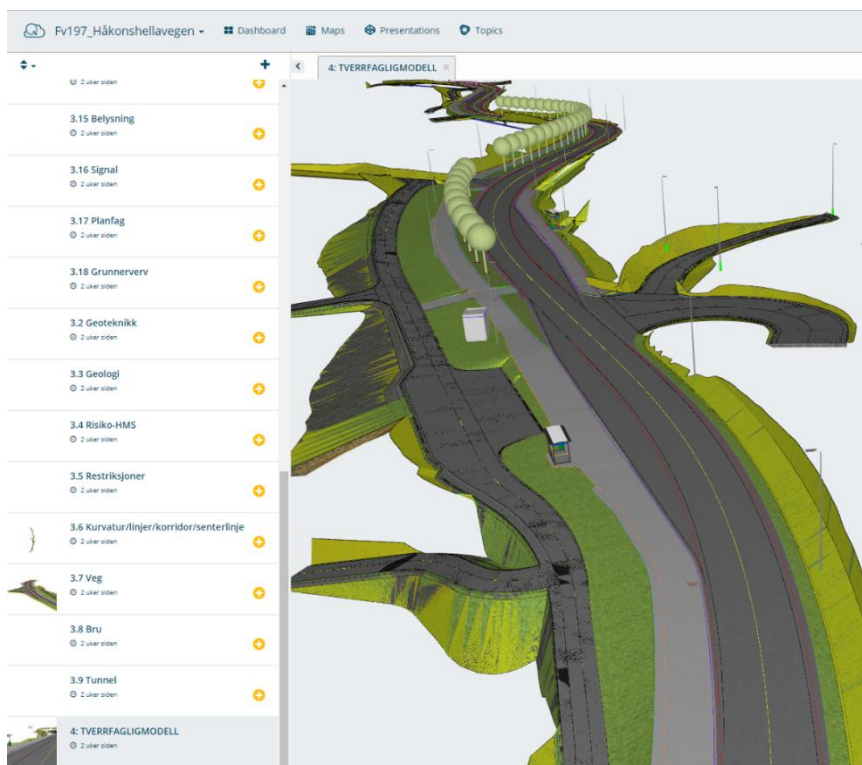 Fv197_Håkonshellavegen
Dashboard
Maps
Presentations
Topics
4: TVERRFAGLIGMODELL
2 uker siden
3.15 Belysning
2 uker siden
3.16 Signal
2 uker siden
3.17 Planfag
2 uker siden
3.18 Grunnerverv
2 uker siden
3.2 Geoteknikk
2 uker siden
3.3 Geologi
2 uker siden
3.4 Risiko-HMS
2 uker siden
3.5 Restriksjoner
2 uker siden
3.6 Kurvatur/linjer/korridor/senterlinje
2 uker siden
3.7 Veg
2 uker siden
3.8 Bru
2 uker siden
3.9 Tunnel
2 uker siden
4: TVERRFAGLIGMODELL
2 uker siden